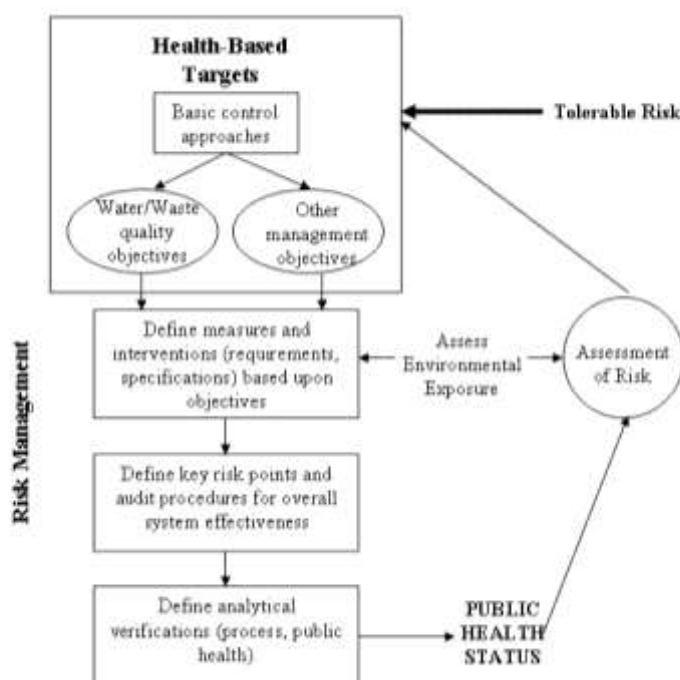 Health-Based
Targets
Basic control
approaches
Tolerable Risk
Water/Waste
quality
objectives
Other
management
objectives
Define measures and
interventions (requirements,
specifications) based upon
objectives
Assess
Environmental
Exposure
Assessment
of Risk
Risk Management
Define key risk points and
audit procedures for overall
system effectiveness
Define analytical
verifications (process, public
health)
PUBLIC
HEALTH
STATUS